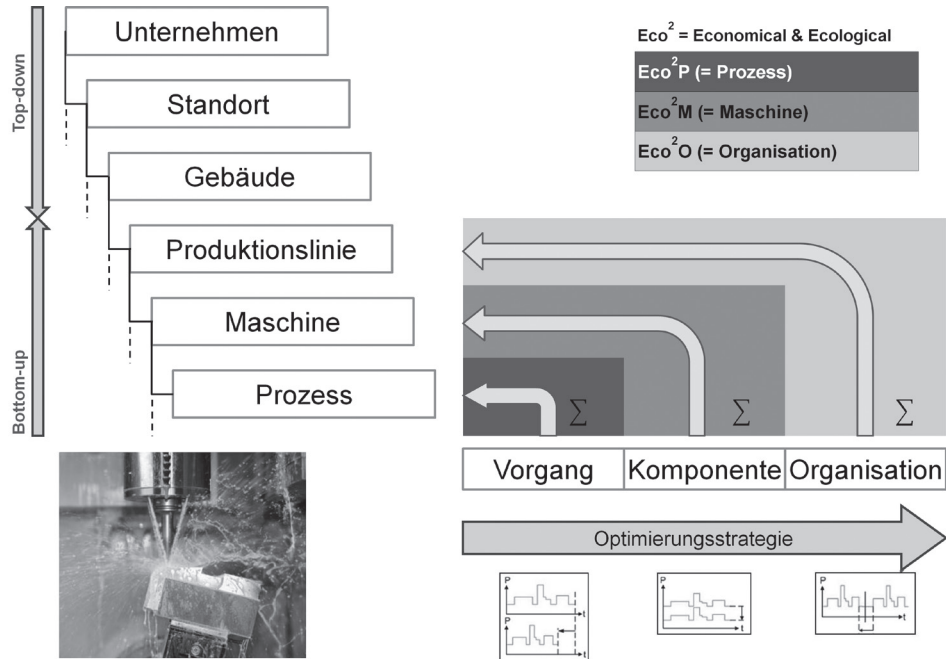 Top-down
Bottom-up
Unternehmen
Standort
Gebäude
Produktionslinie
Maschine
Prozess
Eco² = Economical & Ecological
Eco²P (= Prozess)
Eco²M (= Maschine)
Eco²O (= Organisation)
Σ Σ Σ
Vorgang Komponente Organisation
Optimierungsstrategie
P
t
P
t
P
t
P
t